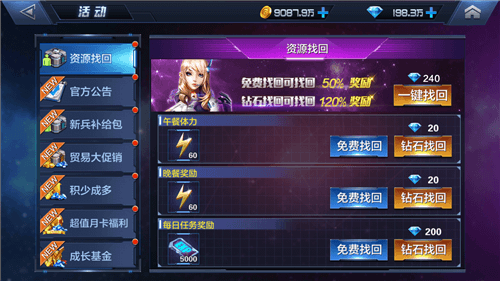 活动
9087.9万
198.3万
资源找回
NEW 官方公告
NEW 新兵补给包
NEW 贸易大促销
NEW 积少成多
NEW 超值月卡福利
NEW 成长基金
资源找回
免费找回可找回 50% 奖励
钻石找回可找回 120% 奖励
240
一键找回
午餐体力
60
免费找回
20
钻石找回
晚餐奖励
60
免费找回
20
钻石找回
每日任务奖励
5000
免费找回
200
钻石找回